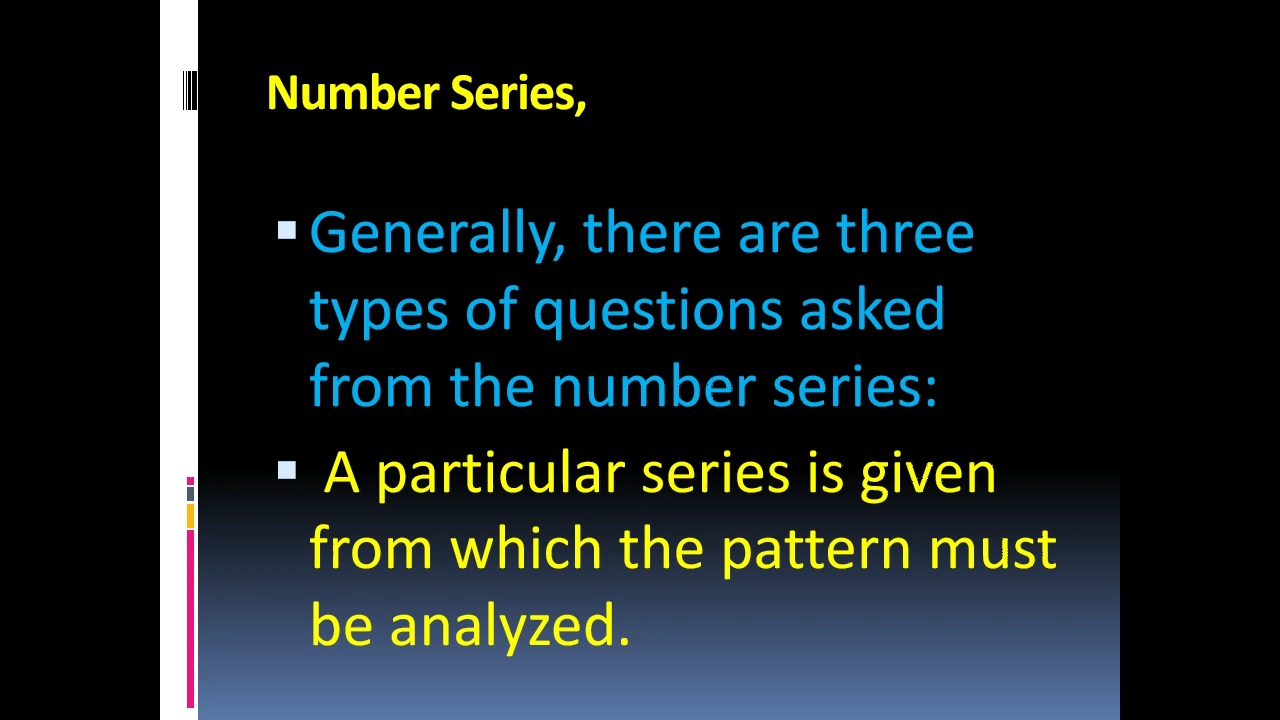 Number Series,
Generally, there are three
types of questions asked
from the number series:
A particular series is given
from which the pattern must
be analyzed.